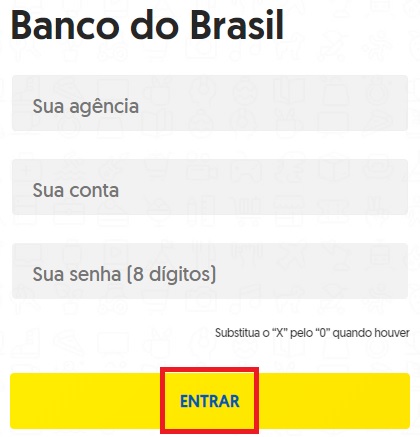 Banco do Brasil
Sua agência
Sua conta
Sua senha (8 dígitos)
Substitua o “X” pelo “0” quando houver
ENTRAR